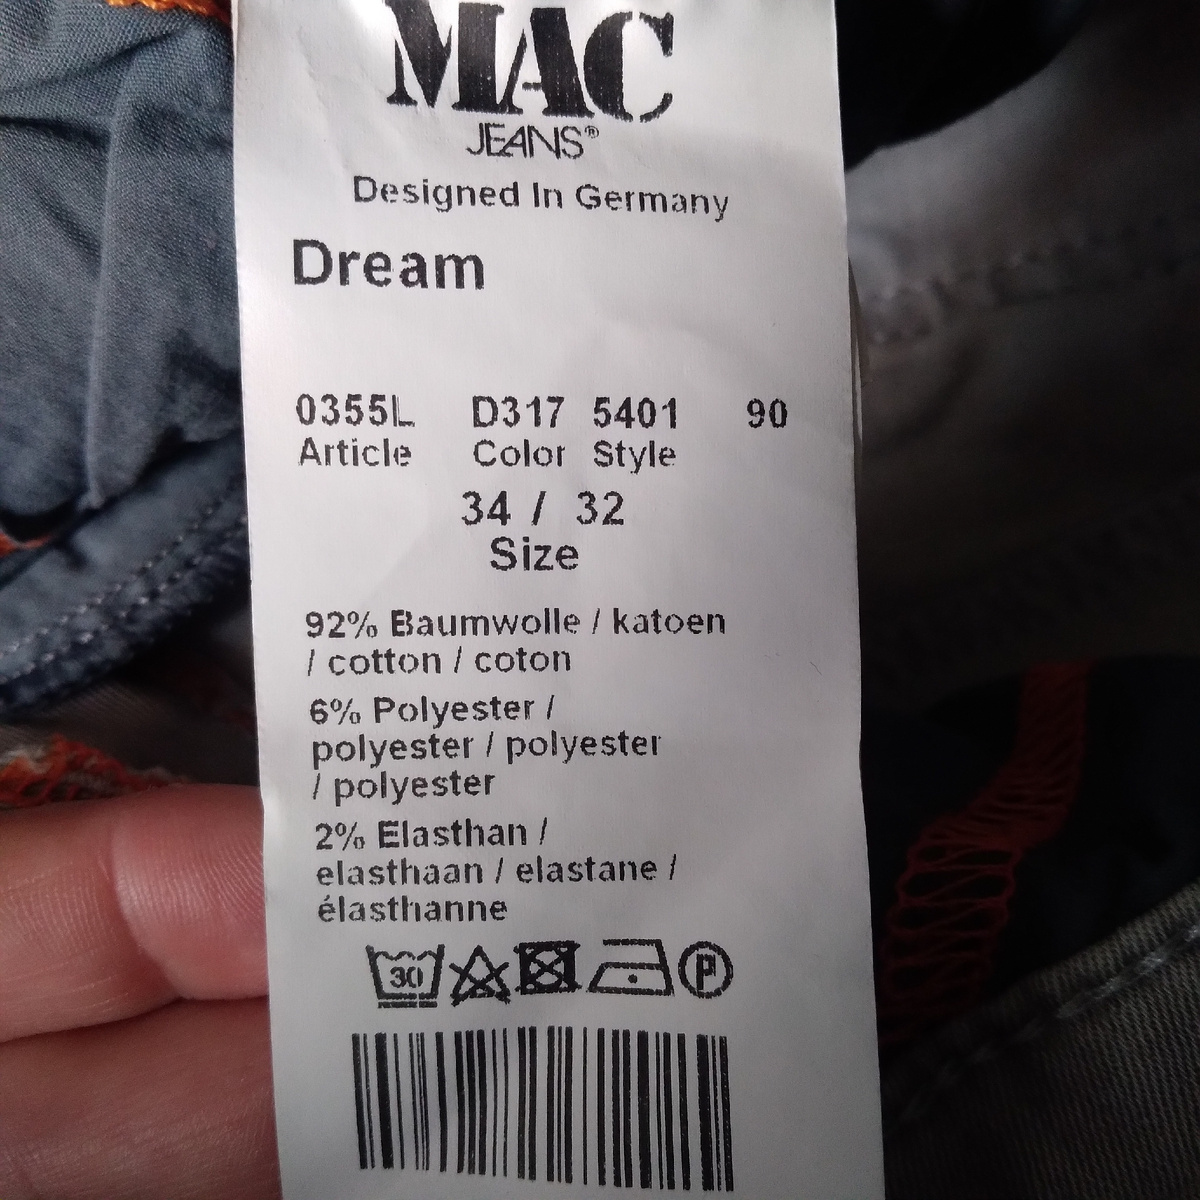 MAC
JEANS®
Designed In Germany
Dream
0355L D317 5401 90
Article Color Style
34 / 32
Size
92% Baumwolle / katoen
/ cotton / coton
6% Polyester /
polyester / polyester
/ polyester
2% Elasthan /
elasthaan / elastane /
élasthanne
30 P